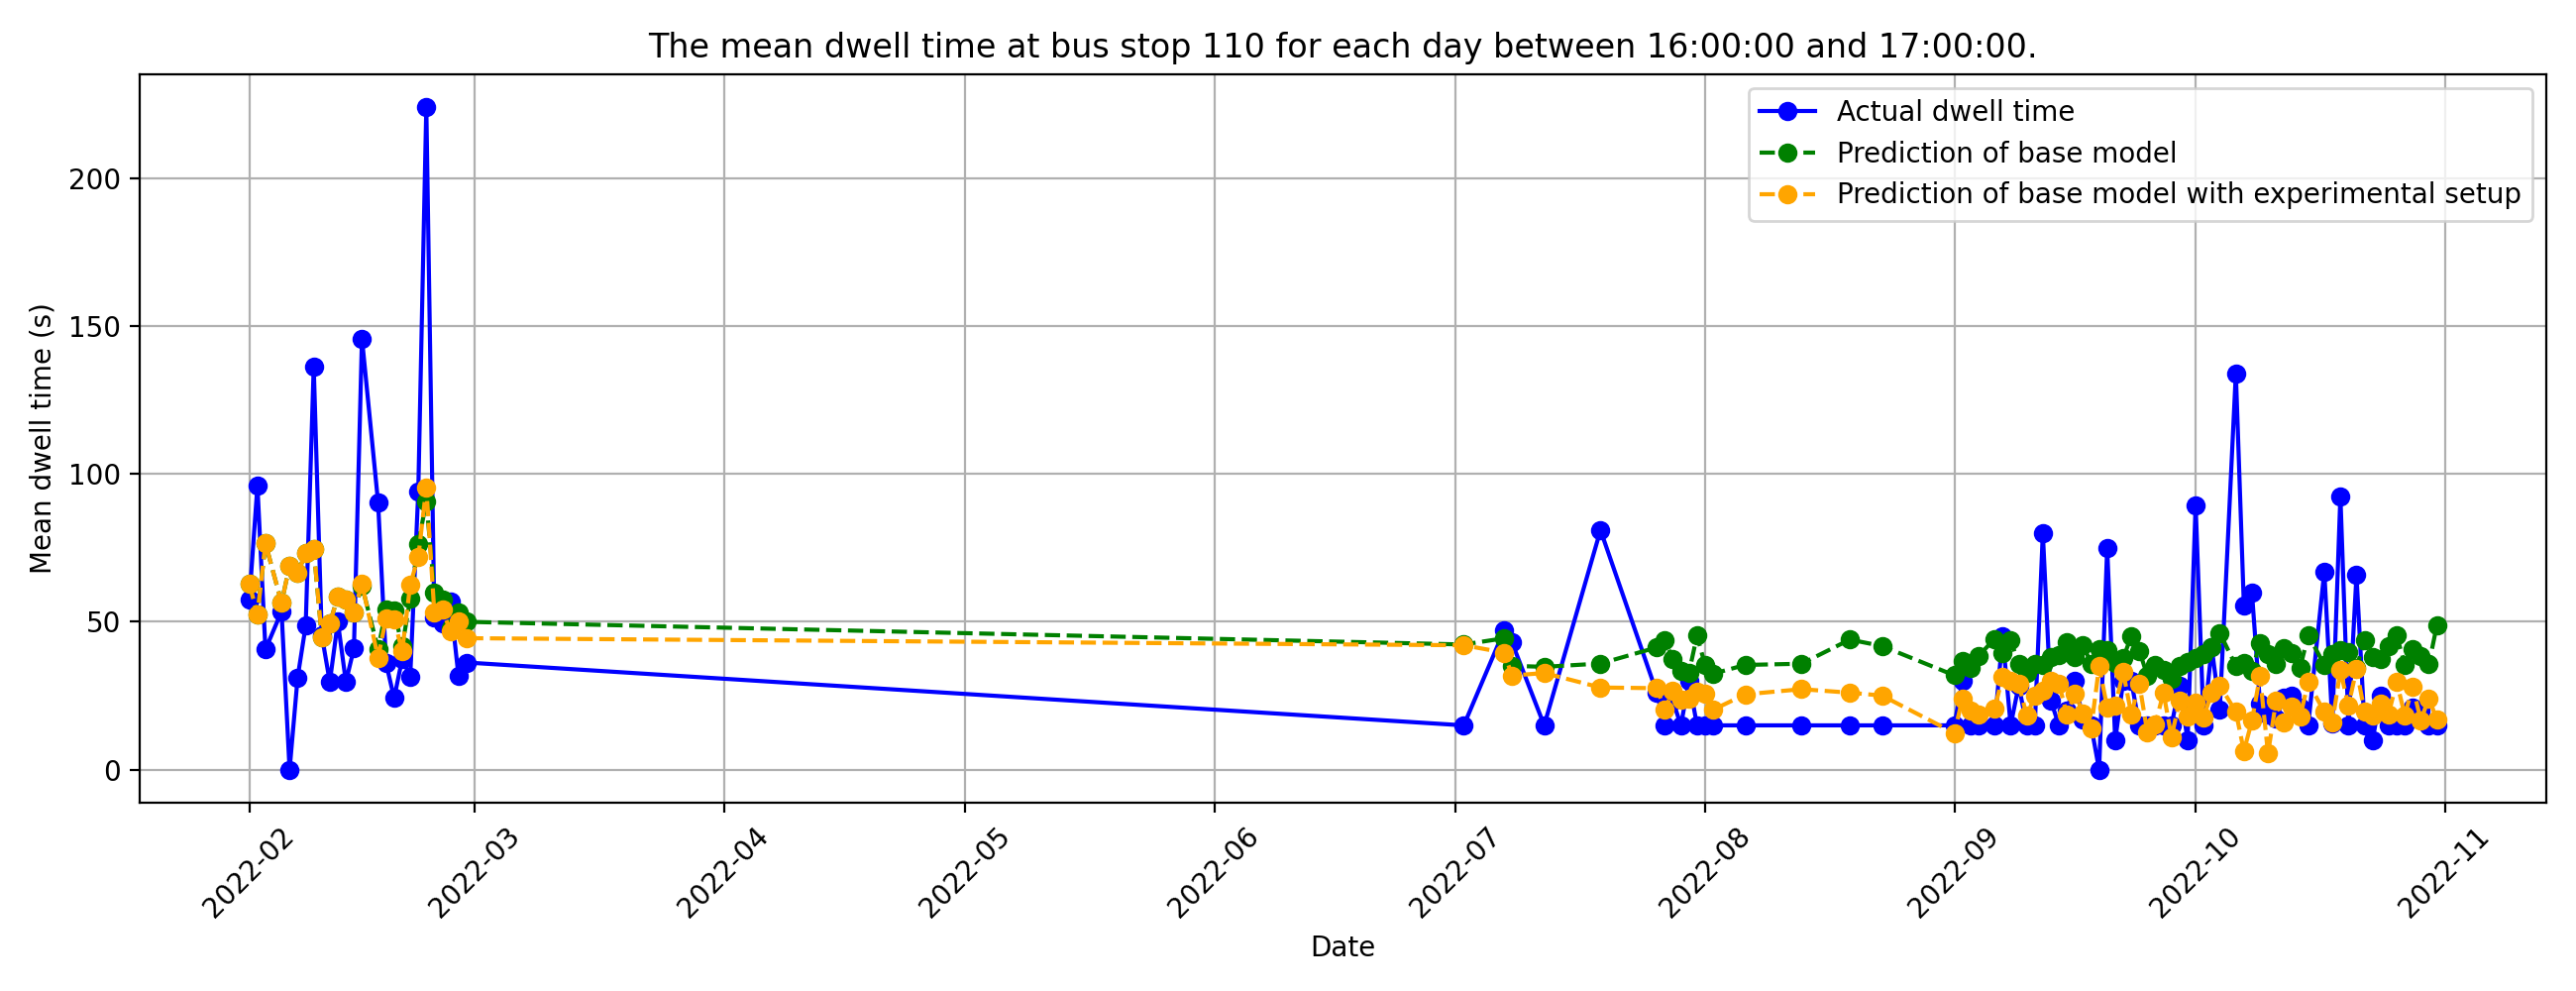 The mean dwell time at bus stop 110 for each day between 16:00:00 and 17:00:00.
Actual dwell time
Prediction of base model
Prediction of base model with experimental setup
Mean dwell time (s)
200
150
100
50
0
2022-02
2022-03
2022-04
2022-05
2022-06
2022-07
2022-08
2022-09
2022-10
2022-11
Date